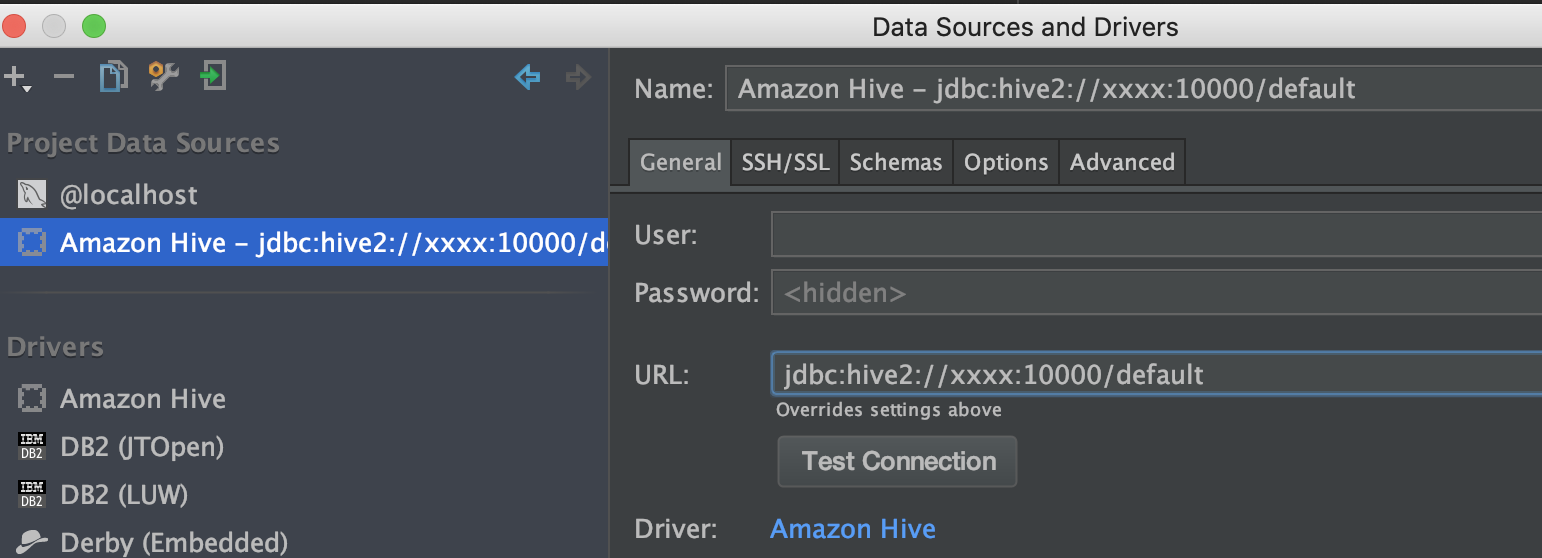 Data Sources and Drivers
Project Data Sources
@localhost
Amazon Hive – jdbc:hive2://xxxx:10000/d
Drivers
Amazon Hive
IBM DB2 DB2 (JTOpen)
IBM DB2 DB2 (LUW)
Derby (Embedded)
Name: Amazon Hive – jdbc:hive2://xxxx:10000/default
General SSH/SSL Schemas Options Advanced
User:
Password: <hidden>
URL: jdbc:hive2://xxxx:10000/default
Overrides settings above
Test Connection
Driver: Amazon Hive